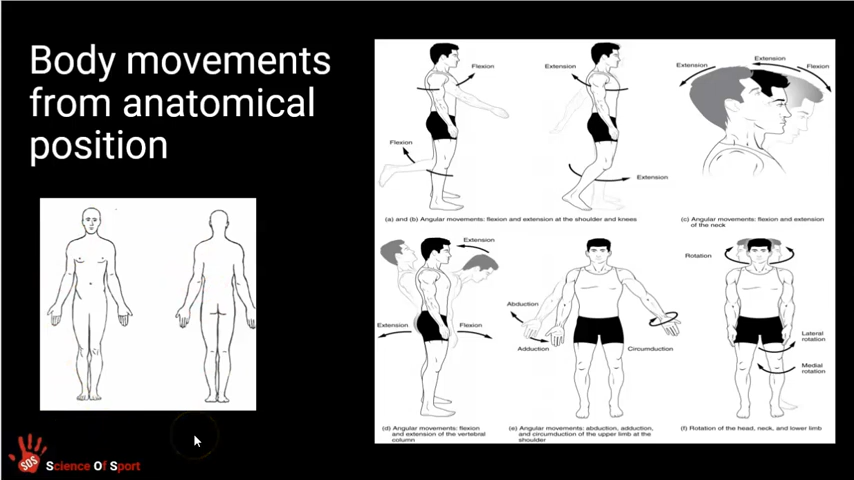 Body movements
from anatomical
position
Flexion
Flexion
Extension
Extension
Extension
Extension
Flexion
(a) and (b) Angular movements: flexion and extension at the shoulder and knees
(c) Angular movements: flexion and extension
of the neck
Extension
Extension
Flexion
Abduction
Adduction
Circumduction
Rotation
Lateral
rotation
Medial
rotation
(d) Angular movements: flexion
and extension of the vertebral
column
(e) Angular movements: abduction, adduction,
and circumduction of the upper limb at the
shoulder
(f) Rotation of the head, neck, and lower limb
SOS
Science Of Sport